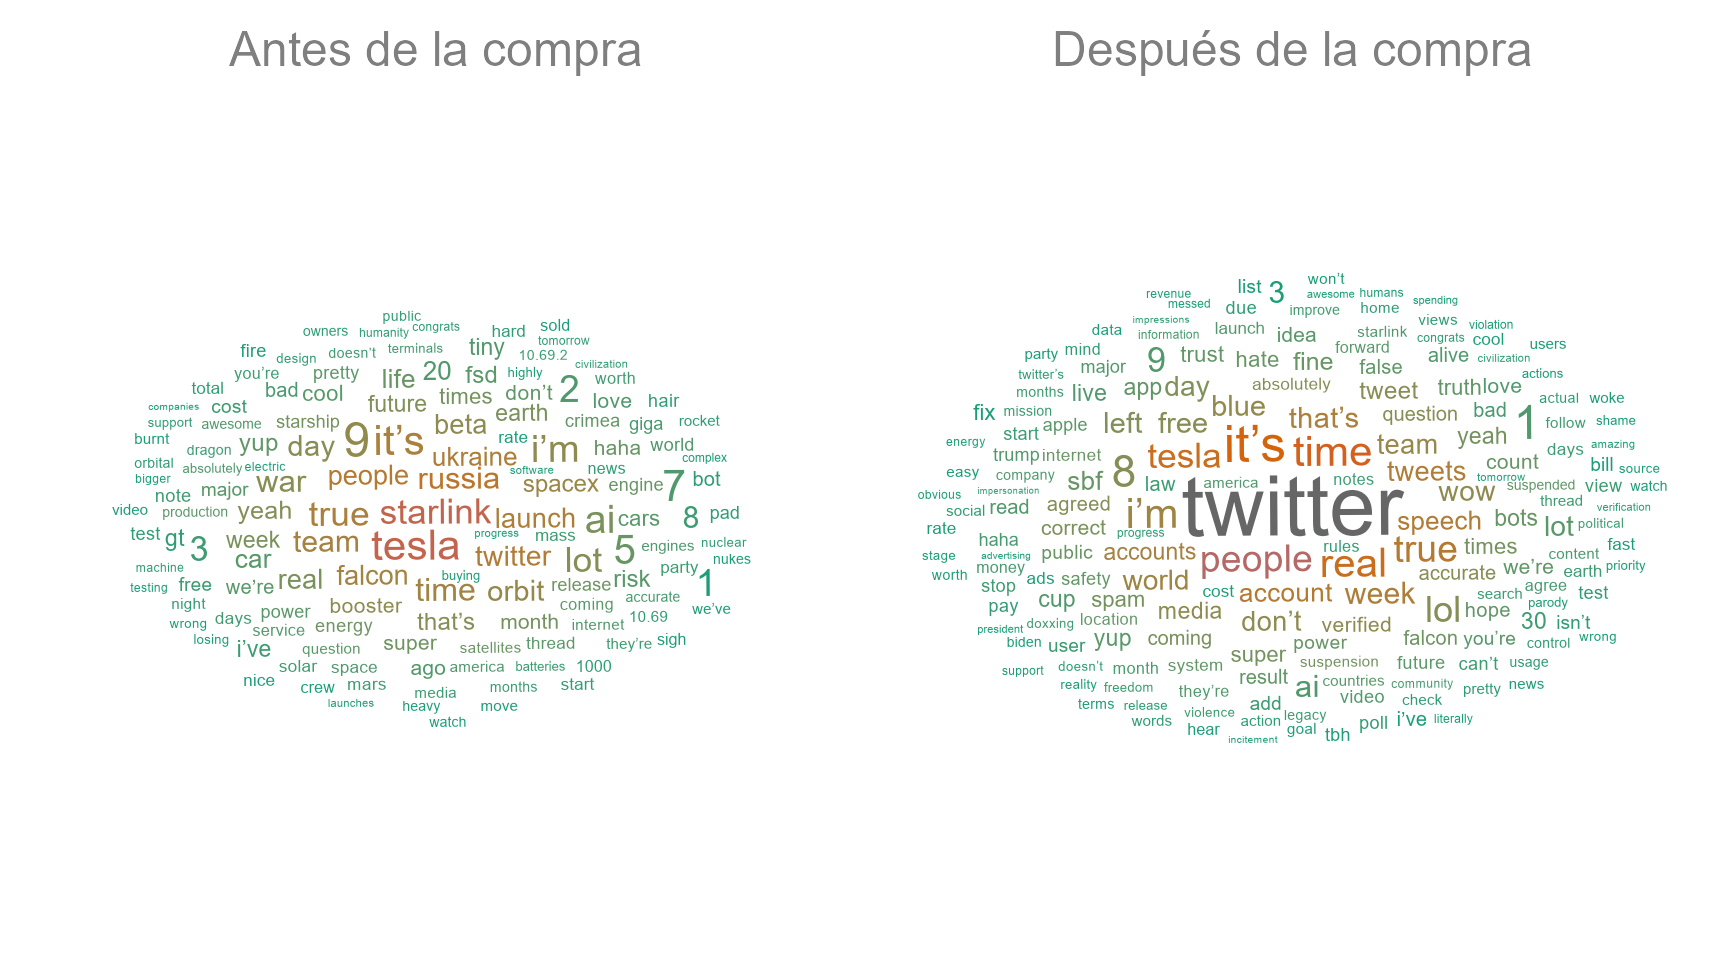 Antes de la compra
public
owners humanity congrats hard sold
tomorrow
fire design doesn't terminals tiny 10.69.2
civilization
you're pretty life 20 fsd highly worth
total bad cool future times don't 2 love hair
companies cost
support awesome starship beta earth crimea giga rocket
burnt yup day 9 it's rate i'm haha world
dragon ukraine complex
orbital absolutely electric people russia software news
bigger war spacex engine 7 bot
note major
video production yeah true starlink launch ai cars 8 pad
test gt 3 week team tesla progress mass nuclear
car twitter lot 5 engines nukes
machine party
testing free we're real falcon buying release risk 1
night time orbit accurate
days power booster coming we've
wrong service energy that's month internet 10.69
losing i've question super satellites thread they're sigh
solar space ago america batteries 1000
nice crew mars media months start
launches heavy move
watch
Después de la compra
won't
list 3 awesome humans
revenue messed due improve home spending
impressions views violation
data information launch idea starlink congrats cool users
party mind 9 trust hate fine forward alive civilization
twitter's major false actions
months live app day absolutely tweet truth love
fix mission blue that's question bad actual woke
start apple left free 1 follow shame
energy trump internet tesla it's time team yeah days amazing
easy company sbf 8 tweets count bill source
obvious impersonation law america notes wow tomorrow suspended view watch
social read agreed i'm twitter thread verification
rate haha correct progress speech bots lot political
stage advertising public accounts people rules true times content fast
worth money real accurate we're earth priority
stop ads safety world cost account week search agree test
pay cup spam media lol hope parody
doxxing location don't verified 30 isn't
president biden user yup coming power falcon you're control wrong
support doesn't month system super suspension future can't usage
reality freedom result countries community pretty news
they're ai video check
terms release add
words violence action legacy poll i've literally
hear goal tbh
incitement